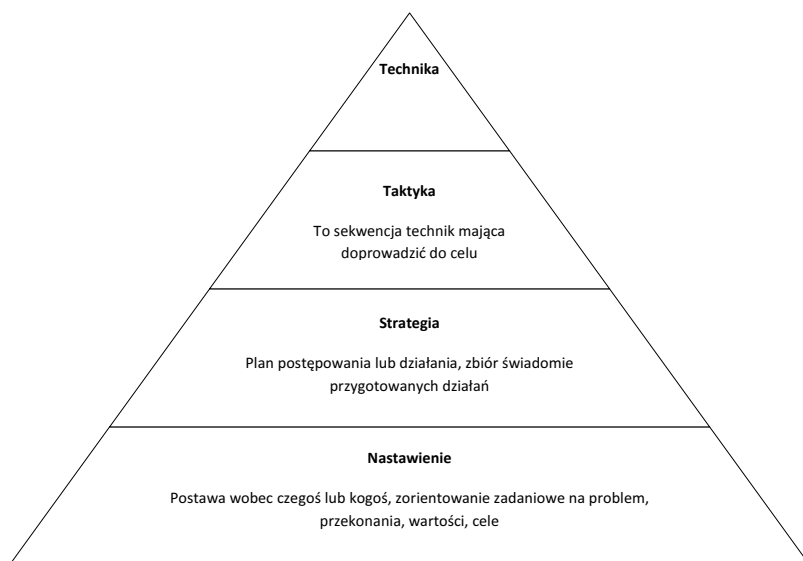 Technika
Taktyka
To sekwencja technik mająca
doprowadzić do celu
Strategia
Plan postępowania lub działania, zbiór świadomie
przygotowanych działań
Nastawienie
Postawa wobec czegoś lub kogoś, zorientowanie zadaniowe na problem,
przekonania, wartości, cele